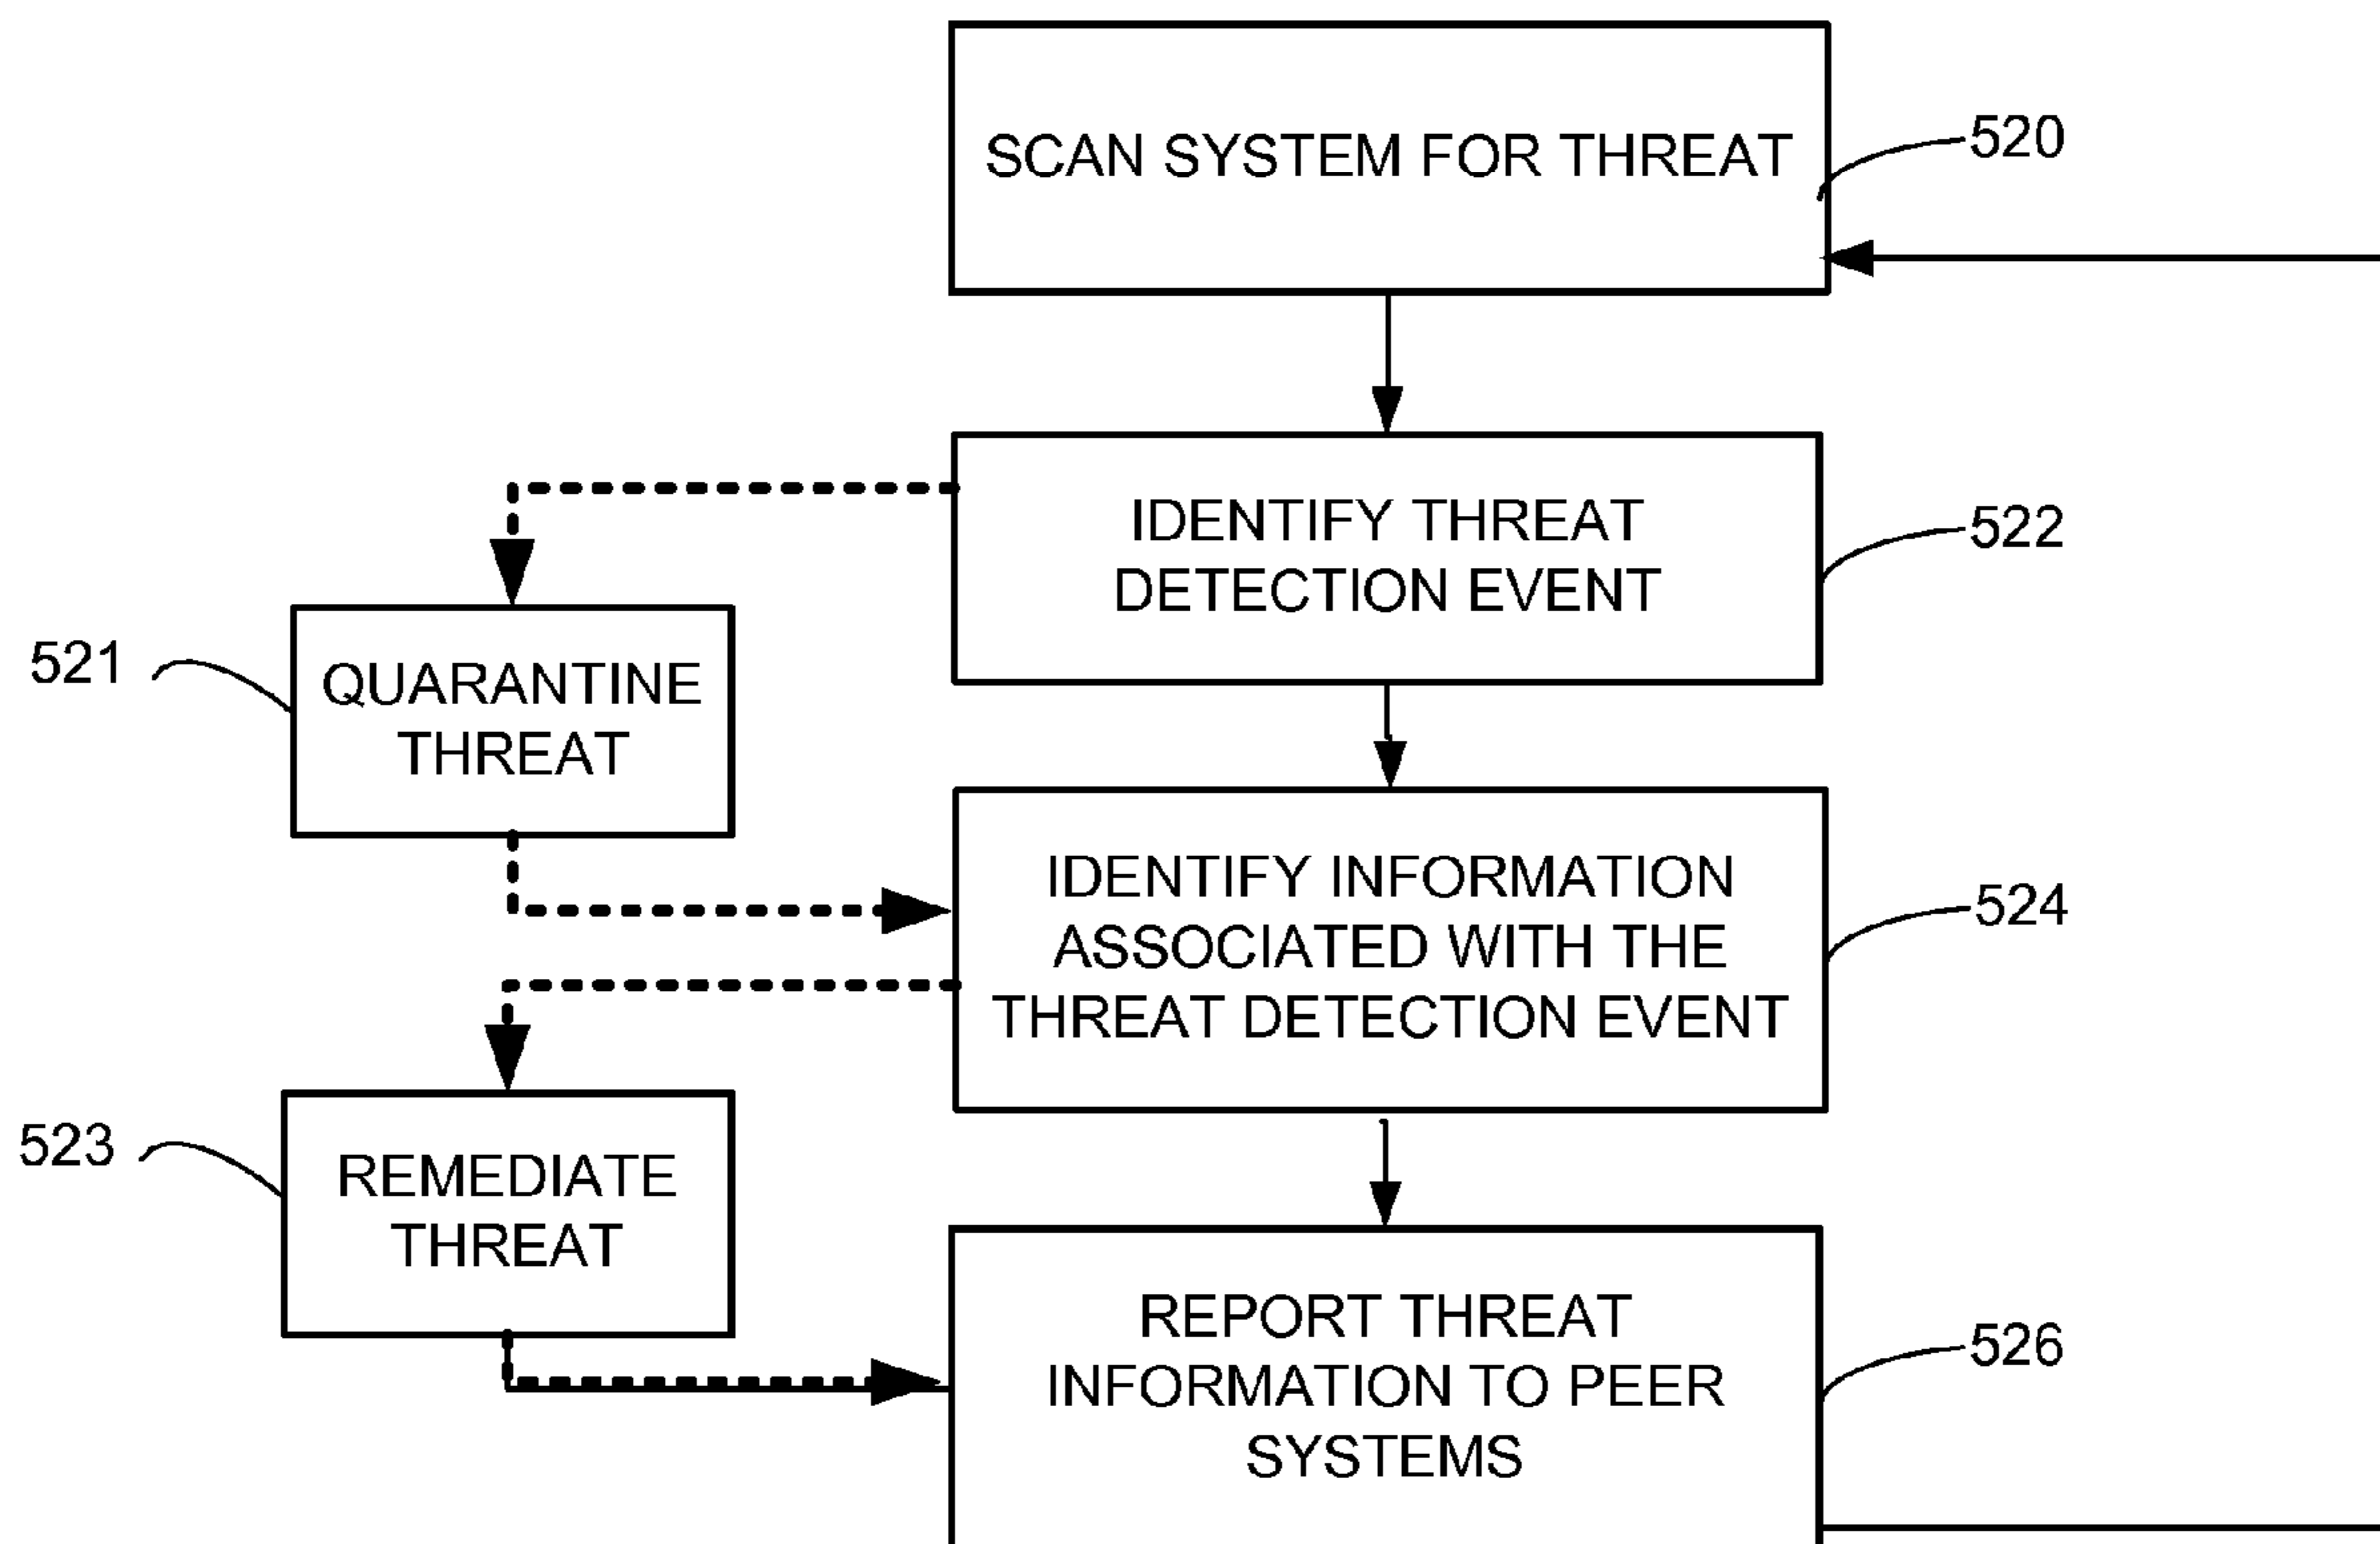 SCAN SYSTEM FOR THREAT
520
IDENTIFY THREAT
DETECTION EVENT
522
521
QUARANTINE
THREAT
IDENTIFY INFORMATION
ASSOCIATED WITH THE
THREAT DETECTION EVENT
524
523
REMEDIATE
THREAT
REPORT THREAT
INFORMATION TO PEER
SYSTEMS
526